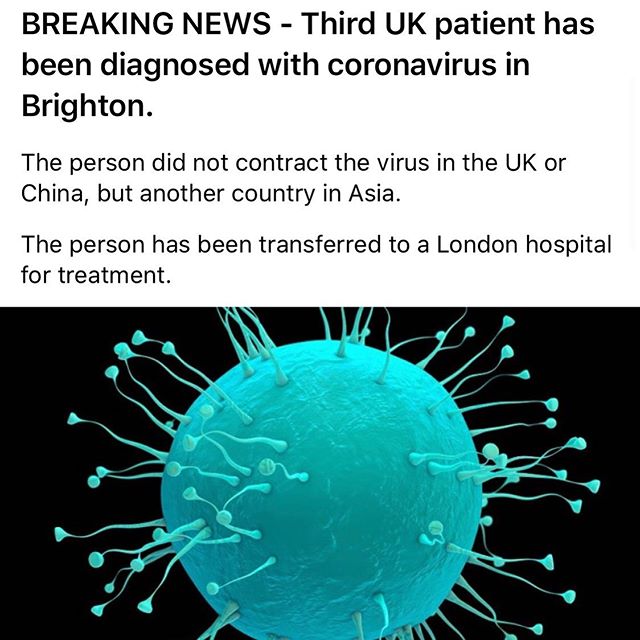 BREAKING NEWS - Third UK patient has
been diagnosed with coronavirus in
Brighton.
The person did not contract the virus in the UK or
China, but another country in Asia.
The person has been transferred to a London hospital
for treatment.